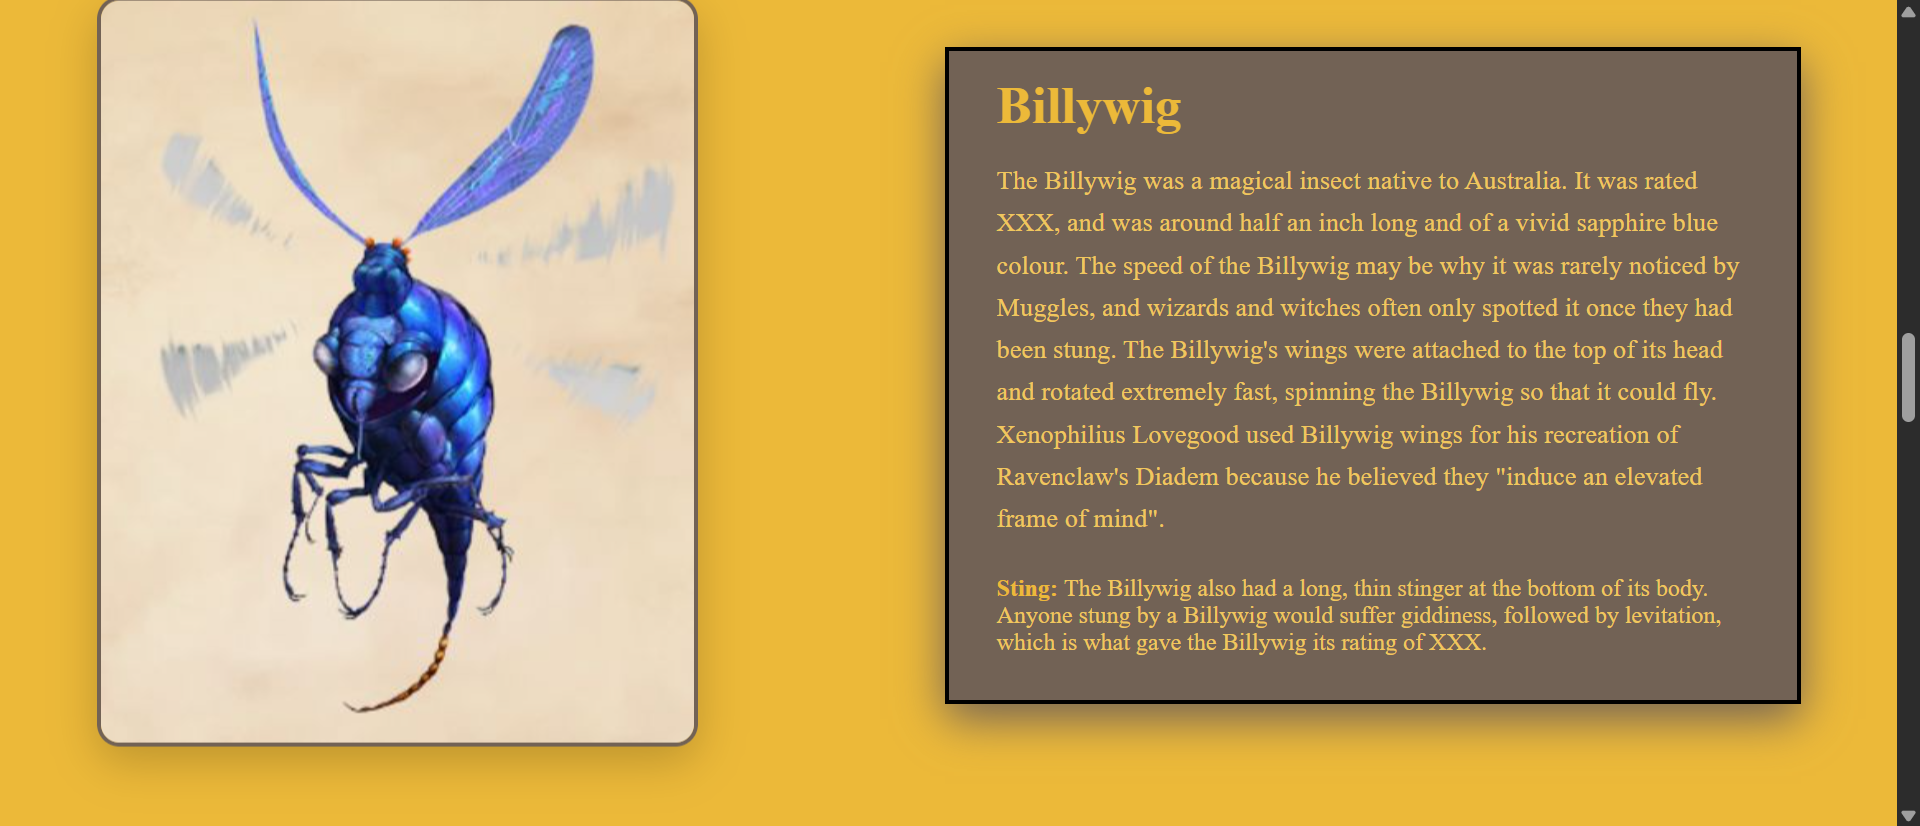 Billywig
The Billywig was a magical insect native to Australia. It was rated
XXX, and was around half an inch long and of a vivid sapphire blue
colour. The speed of the Billywig may be why it was rarely noticed by
Muggles, and wizards and witches often only spotted it once they had
been stung. The Billywig's wings were attached to the top of its head
and rotated extremely fast, spinning the Billywig so that it could fly.
Xenophilius Lovegood used Billywig wings for his recreation of
Ravenclaw's Diadem because he believed they "induce an elevated
frame of mind".
Sting: The Billywig also had a long, thin stinger at the bottom of its body.
Anyone stung by a Billywig would suffer giddiness, followed by levitation,
which is what gave the Billywig its rating of XXX.